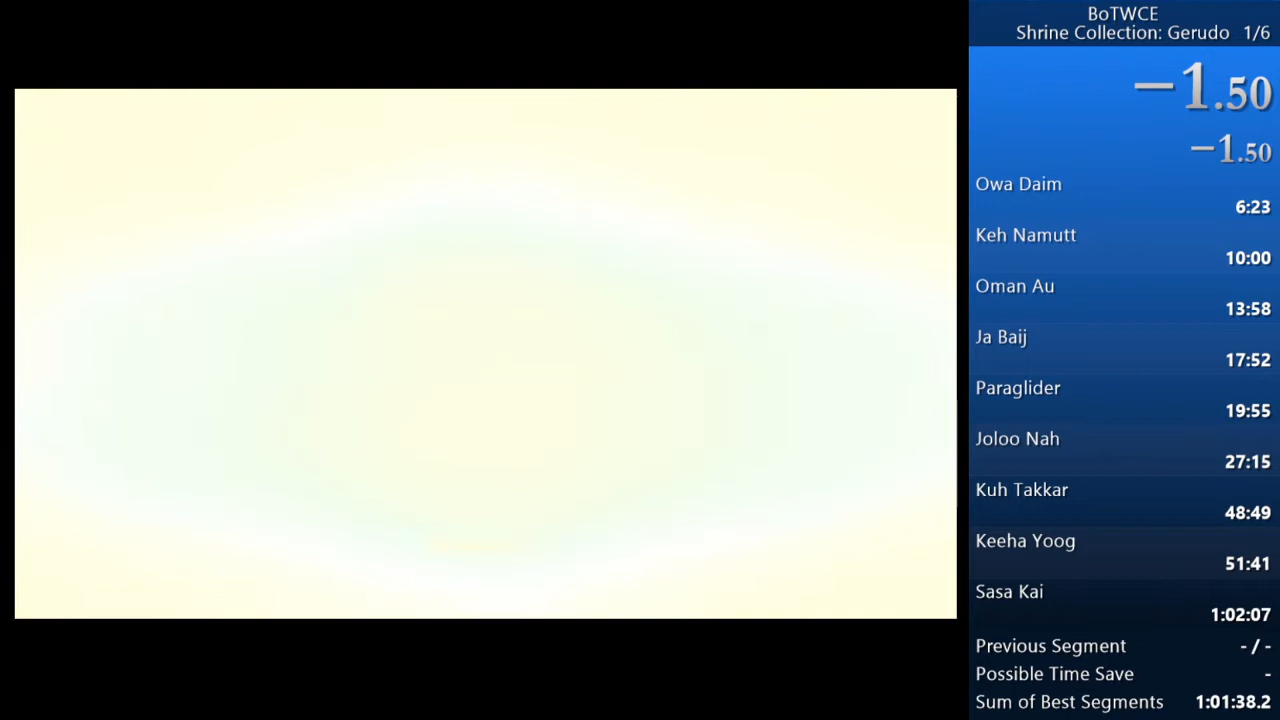 BoTWCE
Shrine Collection: Gerudo 1/6
−1.50
−1.50
Owa Daim
6:23
Keh Namutt
10:00
Oman Au
13:58
Ja Baij
17:52
Paraglider
19:55
Joloo Nah
27:15
Kuh Takkar
48:49
Keeha Yoog
51:41
Sasa Kai
1:02:07
Previous Segment - / -
Possible Time Save -
Sum of Best Segments 1:01:38.2